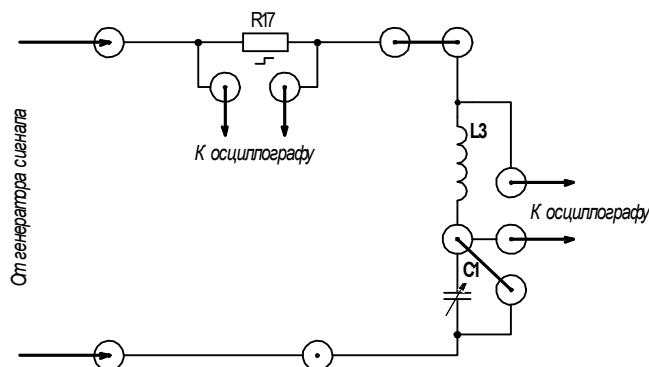 R17
К осциллографу
L3
К осциллографу
C1
От генератора сигнала